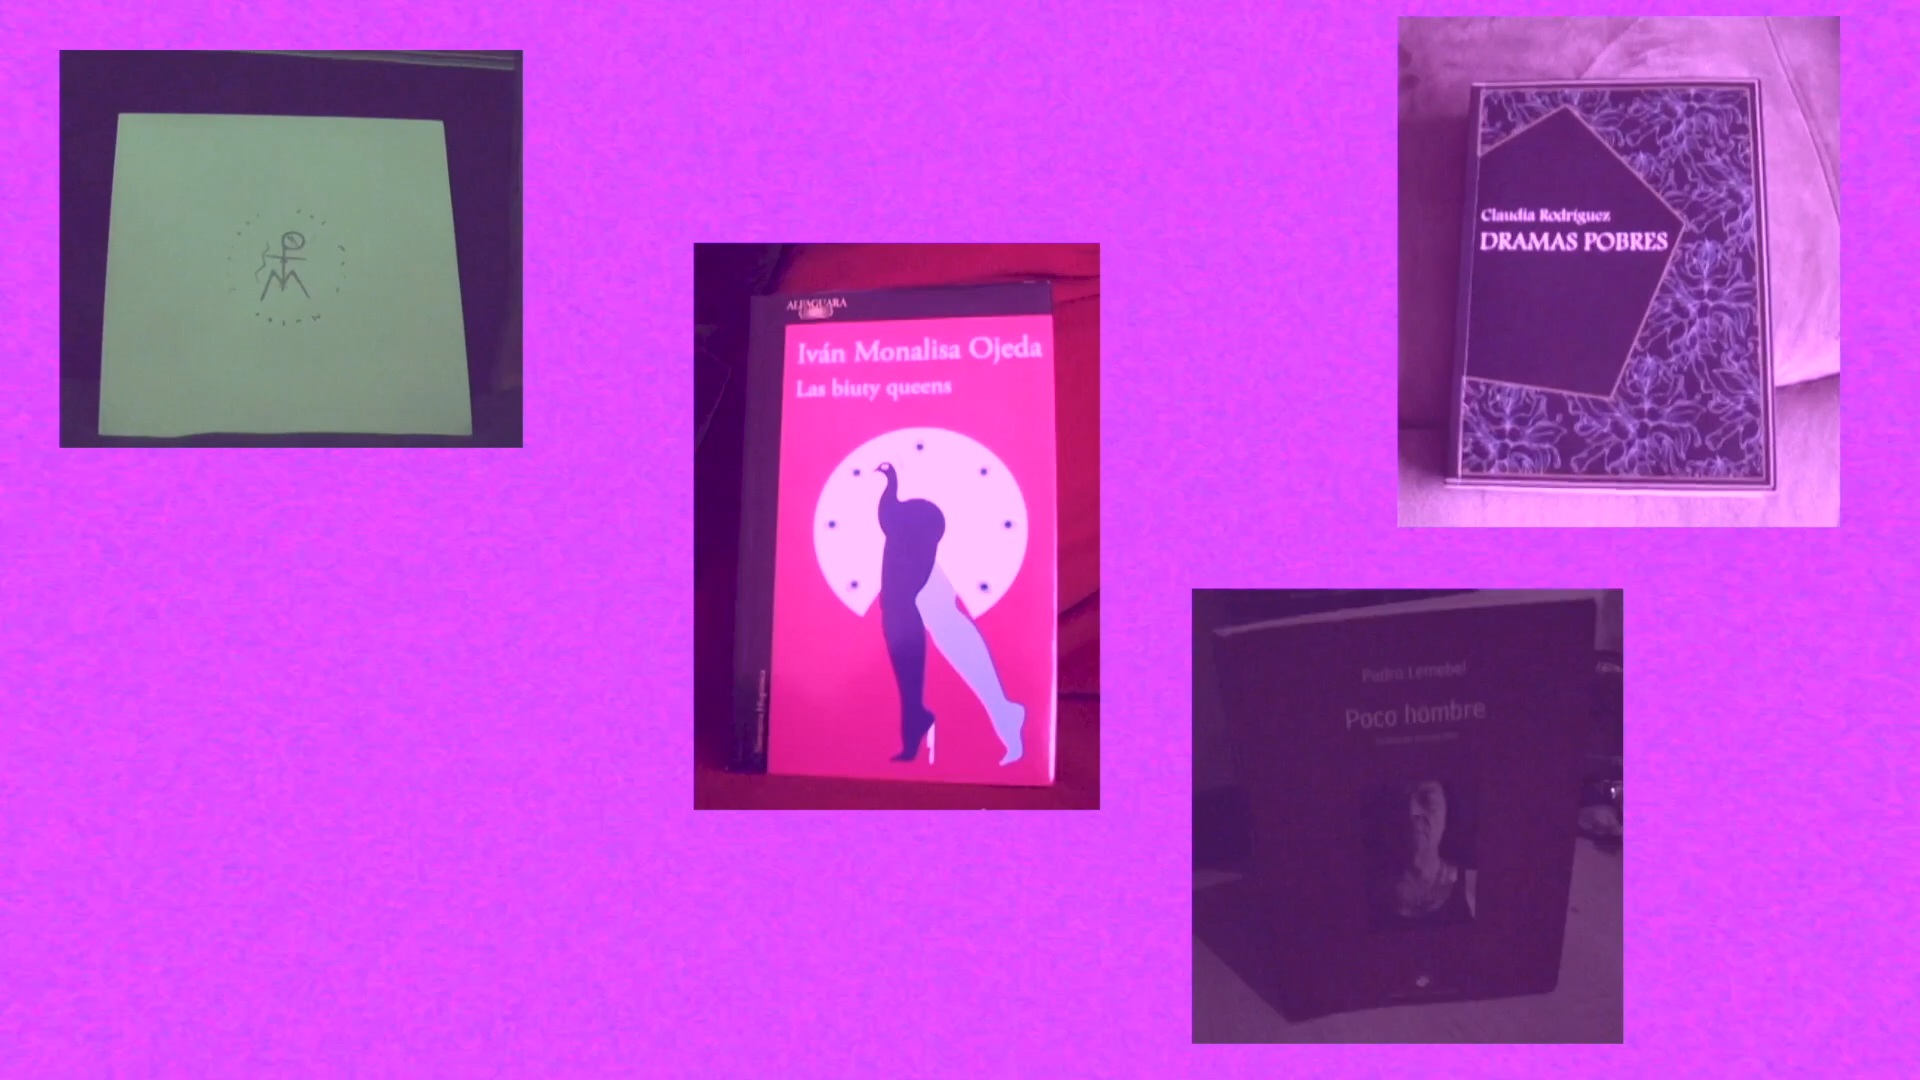 ALFAGUARA
Iván Monalisa Ojeda
Las biuty queens
Claudia Rodríguez
DRAMAS POBRES
Pedro Lemebel
Poco hombre